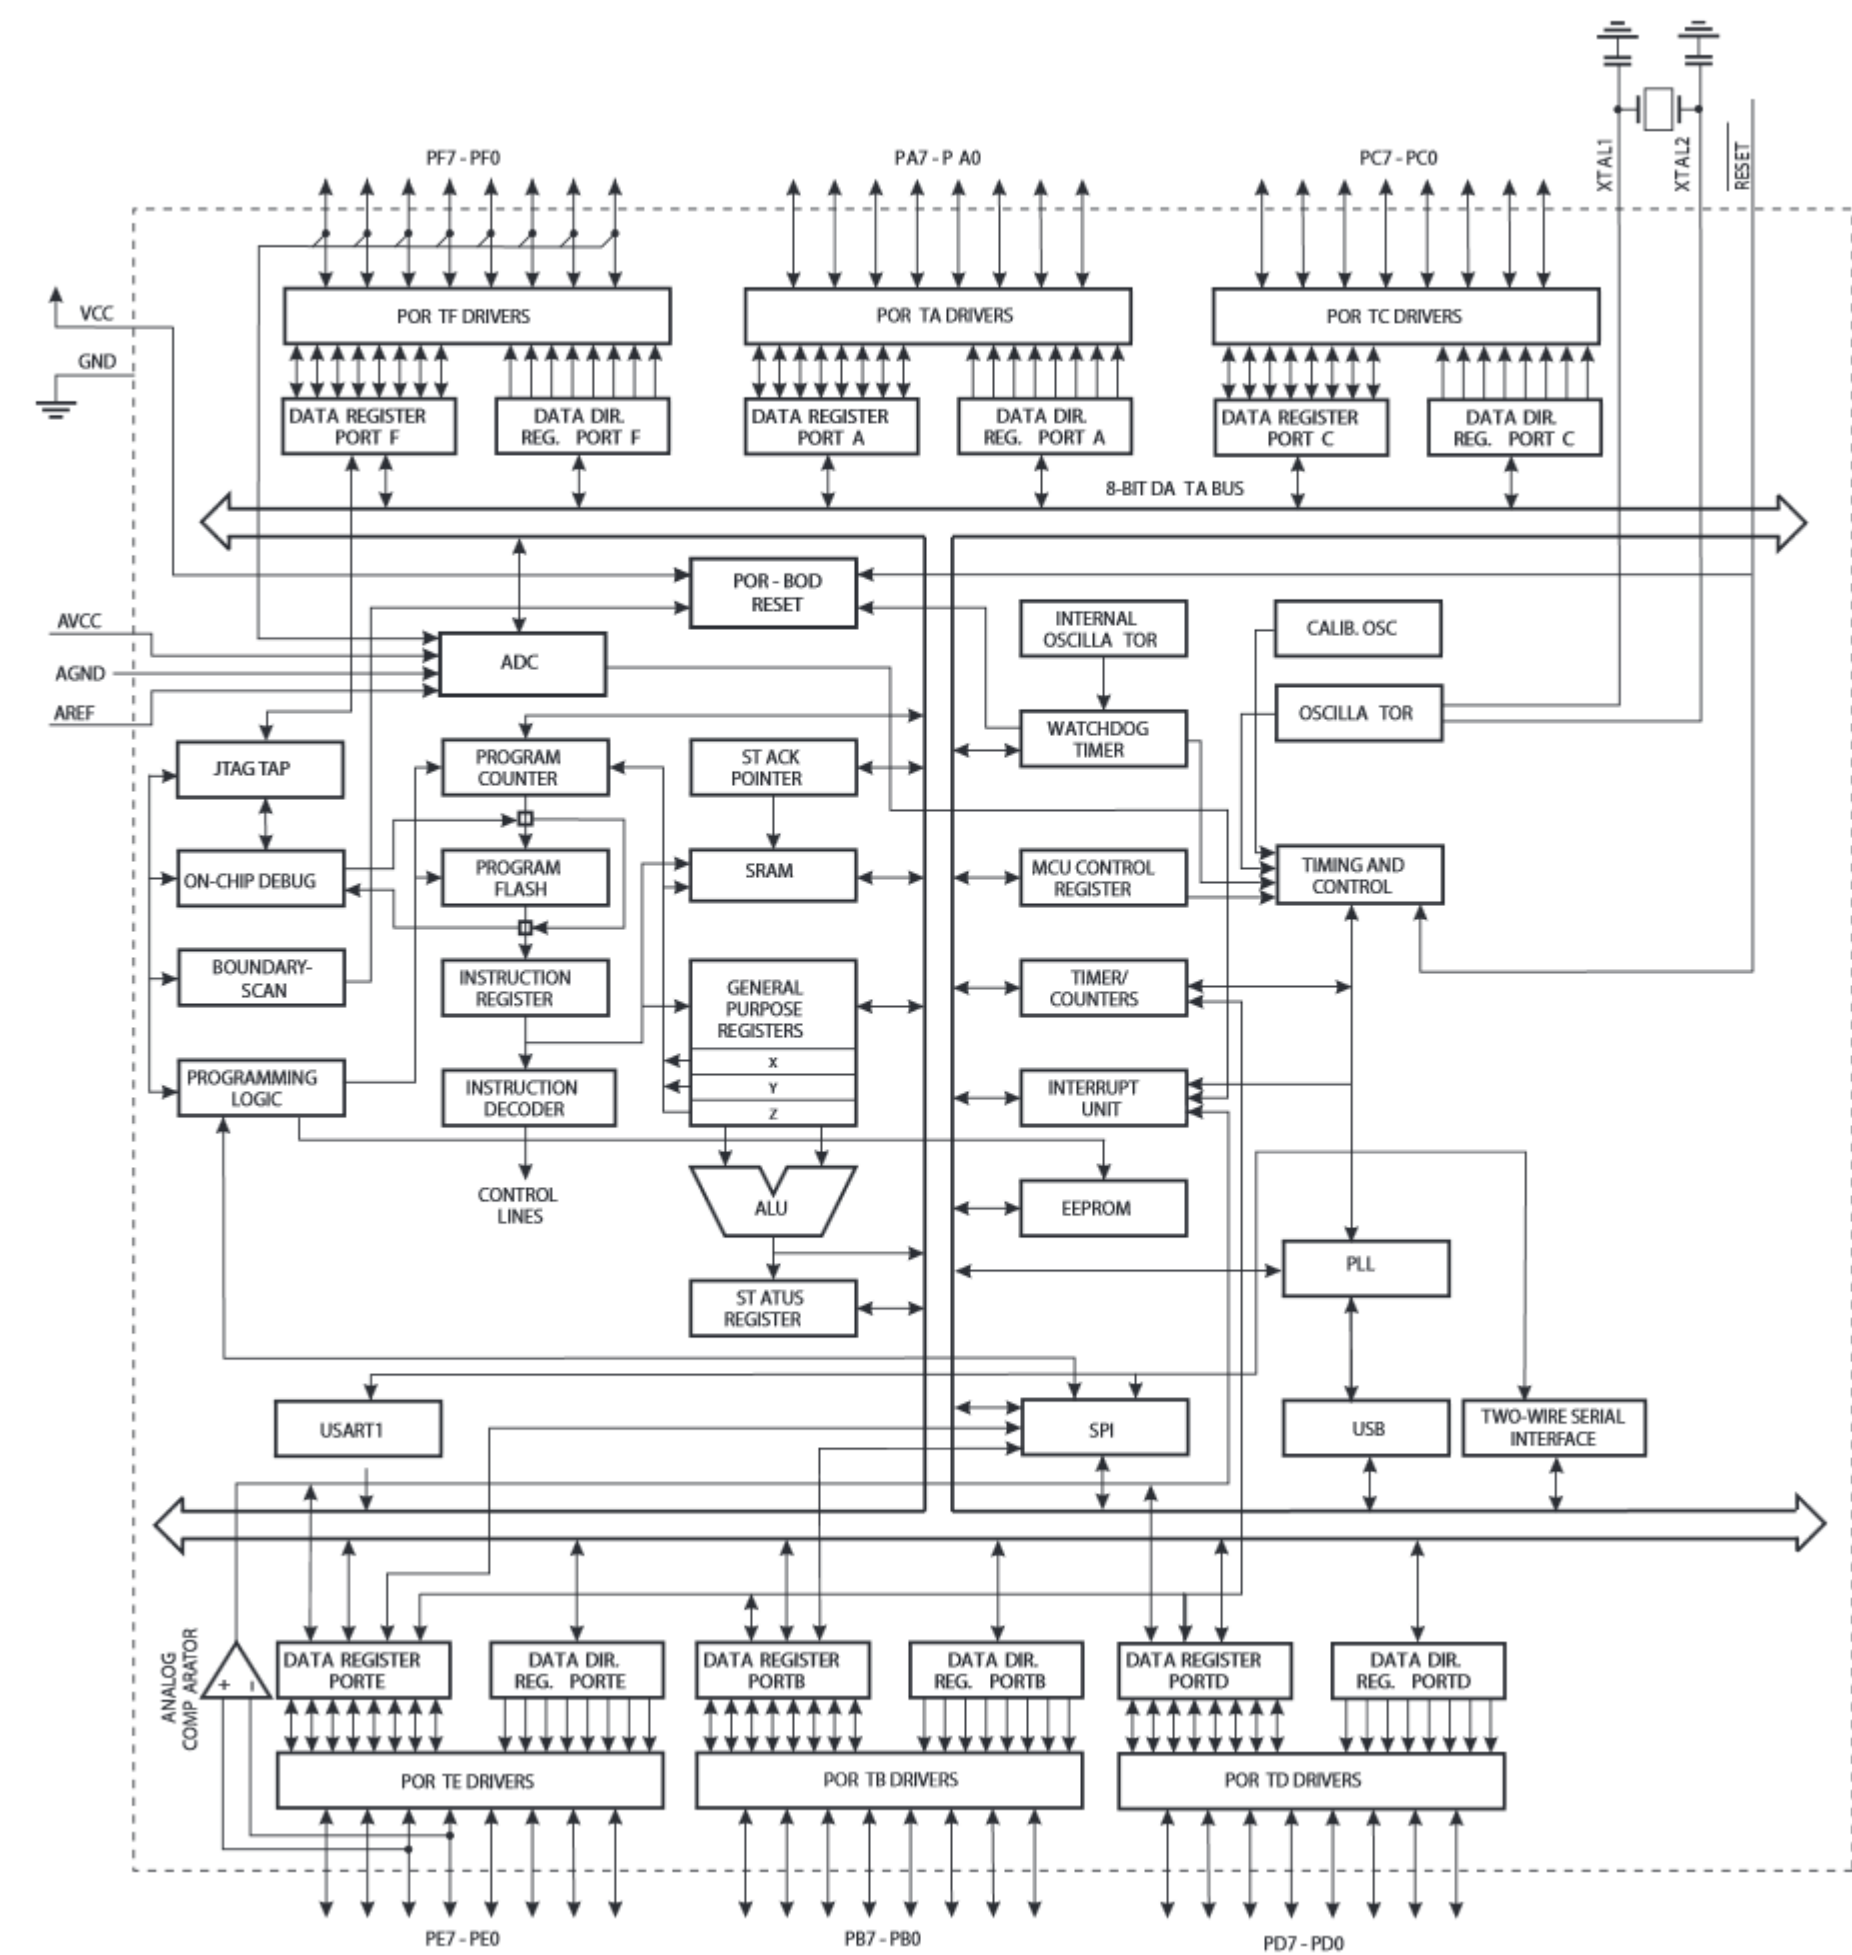 XTAL1
XTAL2
RESET
PF7 - PF0
PA7 - P A0
PC7 - PC0
VCC
GND
POR TF DRIVERS
POR TA DRIVERS
POR TC DRIVERS
DATA REGISTER
PORT F
DATA DIR.
REG. PORT F
DATA REGISTER
PORT A
DATA DIR.
REG. PORT A
DATA REGISTER
PORT C
DATA DIR.
REG. PORT C
8-BIT DA TA BUS
POR - BOD
RESET
AVCC
ADC
AGND
AREF
INTERNAL
OSCILLA TOR
CALIB. OSC
WATCHDOG
TIMER
OSCILLA TOR
JTAG TAP
PROGRAM
COUNTER
ST ACK
POINTER
ON-CHIP DEBUG
PROGRAM
FLASH
SRAM
MCU CONTROL
REGISTER
TIMING AND
CONTROL
BOUNDARY-
SCAN
INSTRUCTION
REGISTER
GENERAL
PURPOSE
REGISTERS
X
Y
Z
TIMER/
COUNTERS
PROGRAMMING
LOGIC
INSTRUCTION
DECODER
INTERRUPT
UNIT
CONTROL
LINES
ALU
EEPROM
PLL
ST ATUS
REGISTER
USART1
SPI
USB
TWO-WIRE SERIAL
INTERFACE
ANALOG
COMP ARATOR
+
-
DATA REGISTER
PORTE
DATA DIR.
REG. PORTE
DATA REGISTER
PORTB
DATA DIR.
REG. PORTB
DATA REGISTER
PORTD
DATA DIR.
REG. PORTD
POR TE DRIVERS
POR TB DRIVERS
POR TD DRIVERS
PE7 - PE0
PB7 - PB0
PD7 - PD0